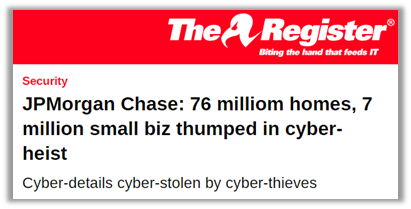 The Register®
Biting the hand that feeds IT
Security
JPMorgan Chase: 76 milliom homes, 7
million small biz thumped in cyber-
heist
Cyber-details cyber-stolen by cyber-thieves